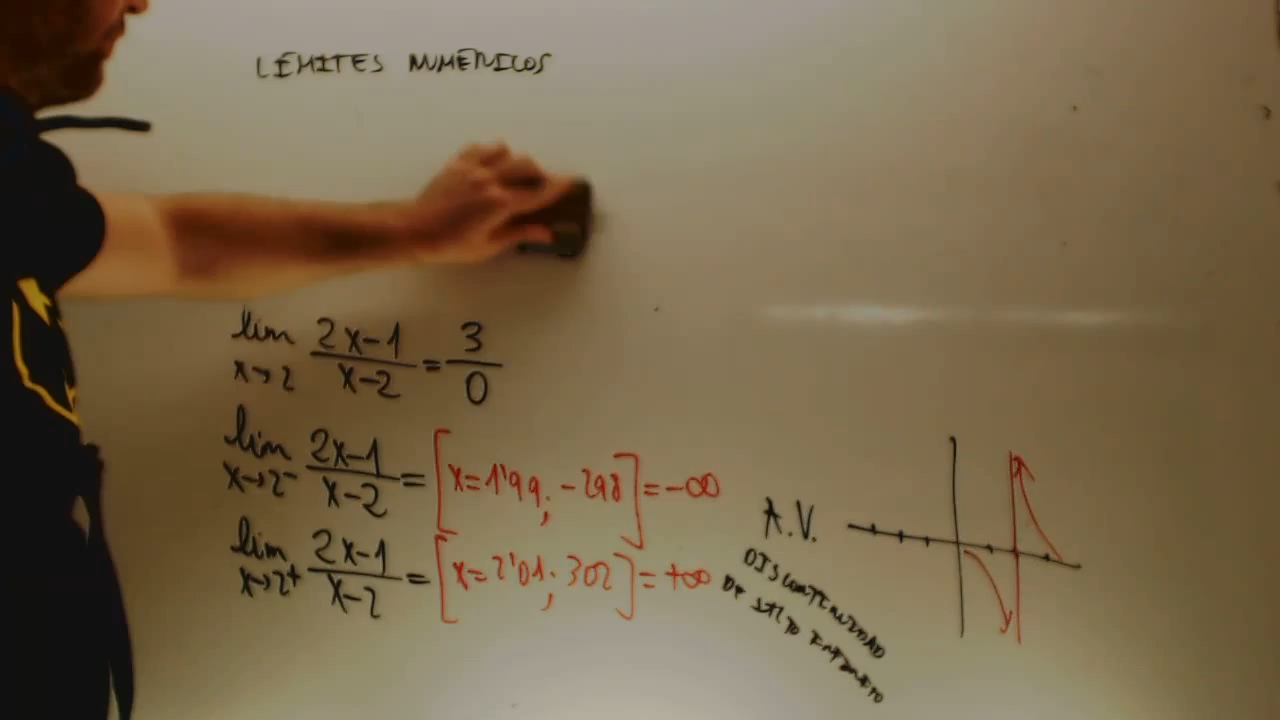 LÍMITES NUMÉRICOS
lim x→2 (2x-1)/(x-2) = 3/0
lim x→2⁻ (2x-1)/(x-2) = [x=1'99; -298] = -∞
lim x→2⁺ (2x-1)/(x-2) = [x=2'01; 302] = +∞
A.V.
DISCONTINUIDAD
DE SALTO INFINITO